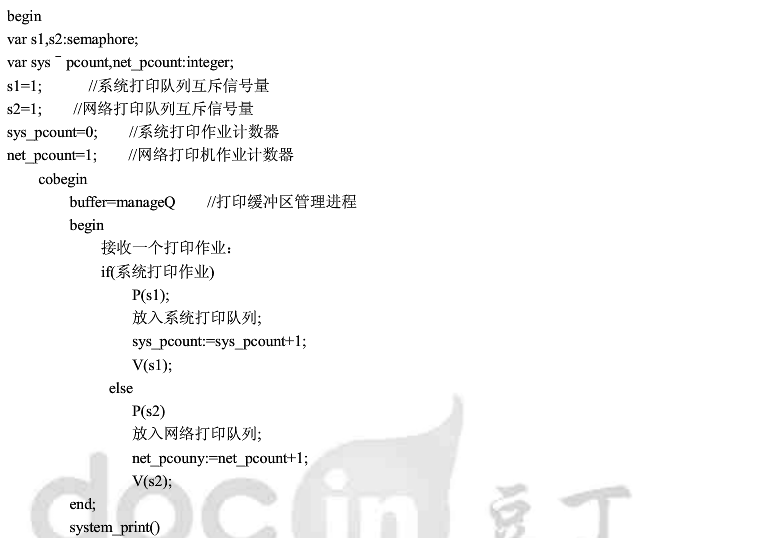 begin
var s1,s2:semaphore;
var sys ˉ pcount,net_pcount:integer;
s1=1; //系统打印队列互斥信号量
s2=1; //网络打印队列互斥信号量
sys_pcount=0; //系统打印作业计数器
net_pcount=1; //网络打印机作业计数器
cobegin
buffer=manageQ //打印缓冲区管理进程
begin
接收一个打印作业：
if(系统打印作业)
P(s1);
放入系统打印队列;
sys_pcount:=sys_pcount+1;
V(s1);
else
P(s2)
放入网络打印队列;
net_pcouny:=net_pcount+1;
V(s2);
end;
system_print()
docin 豆丁